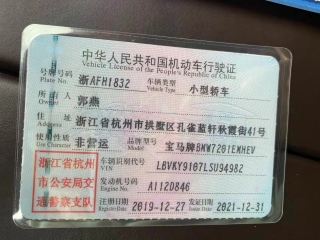 中华人民共和国机动车行驶证
Vehicle License of the People's Republic of China
号牌号码 Plate No. 浙AFH1832 车辆类型 Vehicle Type 小型轿车
所有人 Owner 郭燕
住址 Address 浙江省杭州市拱墅区孔雀蓝轩秋霞街41号
使用性质 Use Character 非营运 品牌型号 Model 宝马牌BMW7201EMHEV
浙江省杭州市公安局交通警察支队
车辆识别代号 VIN LBVKY9107LSU94982
发动机号码 Engine No. A112D846
注册日期 Register Date 2019-12-27 发证日期 Issue Date 2021-12-31